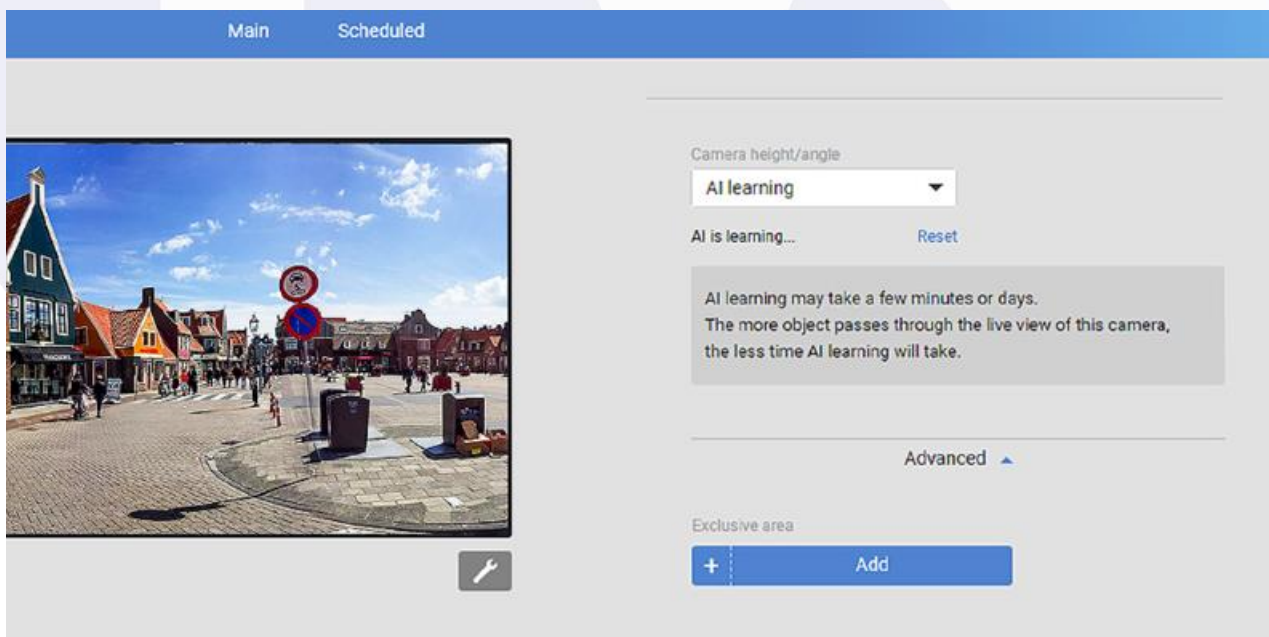 Main
Scheduled
Camera height/angle
AI learning
AI is learning...
Reset
AI learning may take a few minutes or days.
The more object passes through the live view of this camera,
the less time AI learning will take.
Advanced
Exclusive area
+
Add